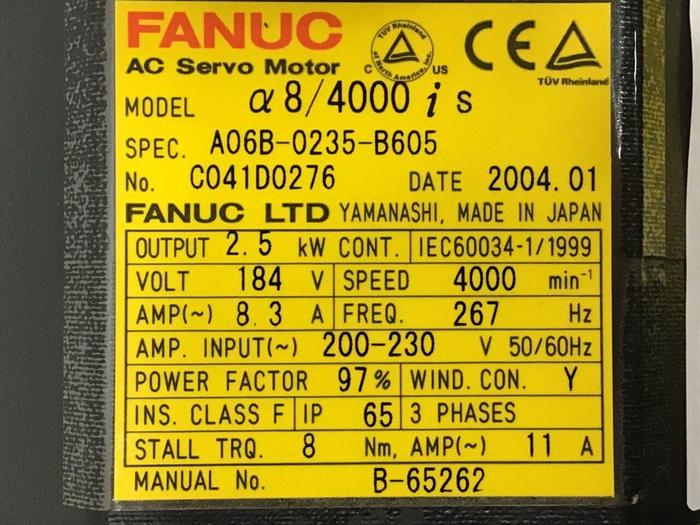 FANUC
AC Servo Motor
TÜV Rheinland of North America, Inc.
C US
CE
TÜV Rheinland
MODEL α8/4000 i s
SPEC. A06B-0235-B605
No. C041D0276 DATE 2004.01
FANUC LTD YAMANASHI, MADE IN JAPAN
OUTPUT 2.5 kW CONT. IEC60034-1/1999
VOLT 184 V SPEED 4000 min⁻¹
AMP(~) 8.3 A FREQ. 267 Hz
AMP. INPUT(~) 200-230 V 50/60Hz
POWER FACTOR 97% WIND. CON. Y
INS. CLASS F IP 65 3 PHASES
STALL TRQ. 8 Nm, AMP(~) 11 A
MANUAL No. B-65262